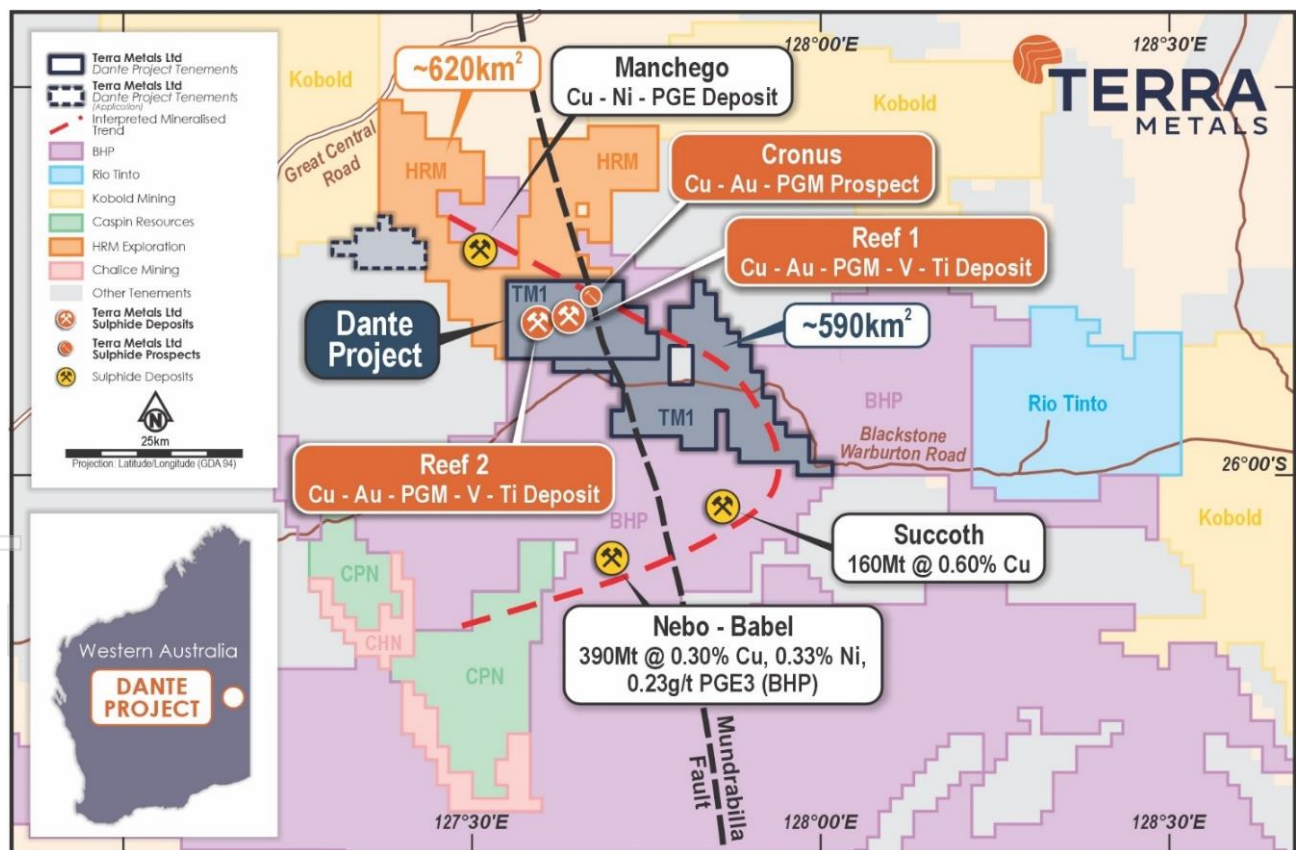 Terra Metals Ltd
Dante Project Tenements
Terra Metals Ltd
Dante Project Tenements
(Application)
Interpreted Mineralised
Trend
BHP
Rio Tinto
Kobold Mining
Caspin Resources
HRM Exploration
Chalice Mining
Other Tenements
Terra Metals Ltd
Sulphide Deposits
Terra Metals Ltd
Sulphide Prospects
Sulphide Deposits
N
25km
Projection: Latitude/Longitude (GDA 94)
Kobold
~620km²
Manchego
Cu - Ni - PGE Deposit
128°00'E
128°30'E
TERRA
METALS
Kobold
Great Central
Road
HRM
HRM
Cronus
Cu - Au - PGM Prospect
Reef 1
Cu - Au - PGM - V - Ti Deposit
TM1
Dante
Project
~590km²
TM1
BHP
Rio Tinto
Blackstone
Warburton Road
26°00'S
Reef 2
Cu - Au - PGM - V - Ti Deposit
BHP
Kobold
Succoth
160Mt @ 0.60% Cu
CPN
CHN
CPN
Nebo - Babel
390Mt @ 0.30% Cu, 0.33% Ni,
0.23g/t PGE3 (BHP)
Western Australia
DANTE
PROJECT
Mundrabilla
Fault
127°30'E
128°00'E
128°30'E